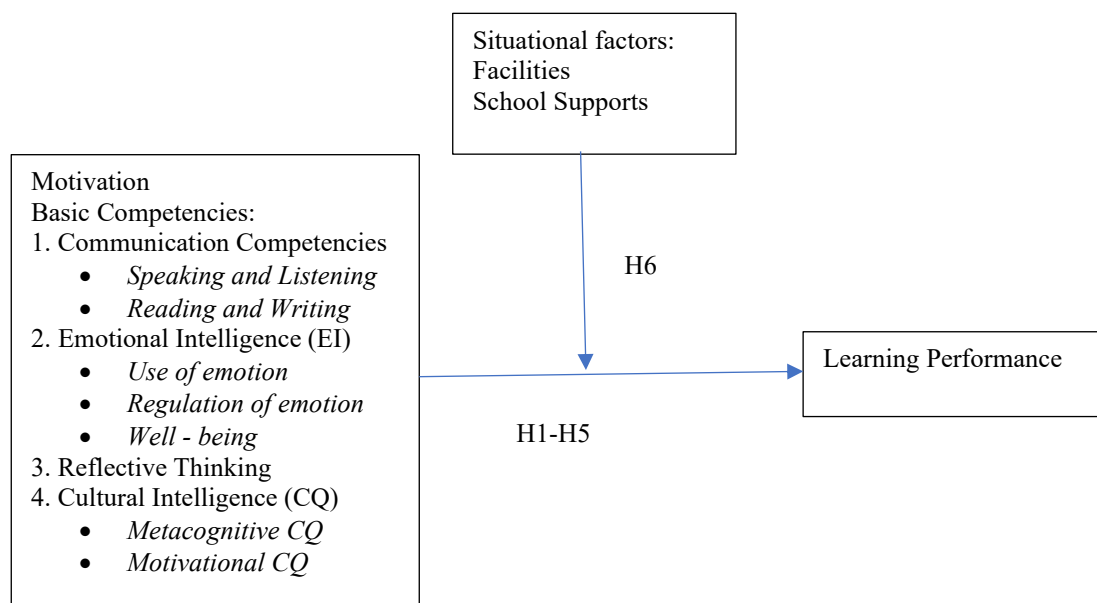 Situational factors:
Facilities
School Supports
Motivation
Basic Competencies:
1. Communication Competencies
• Speaking and Listening
• Reading and Writing
2. Emotional Intelligence (EI)
• Use of emotion
• Regulation of emotion
• Well - being
3. Reflective Thinking
4. Cultural Intelligence (CQ)
• Metacognitive CQ
• Motivational CQ
H6
H1-H5
Learning Performance